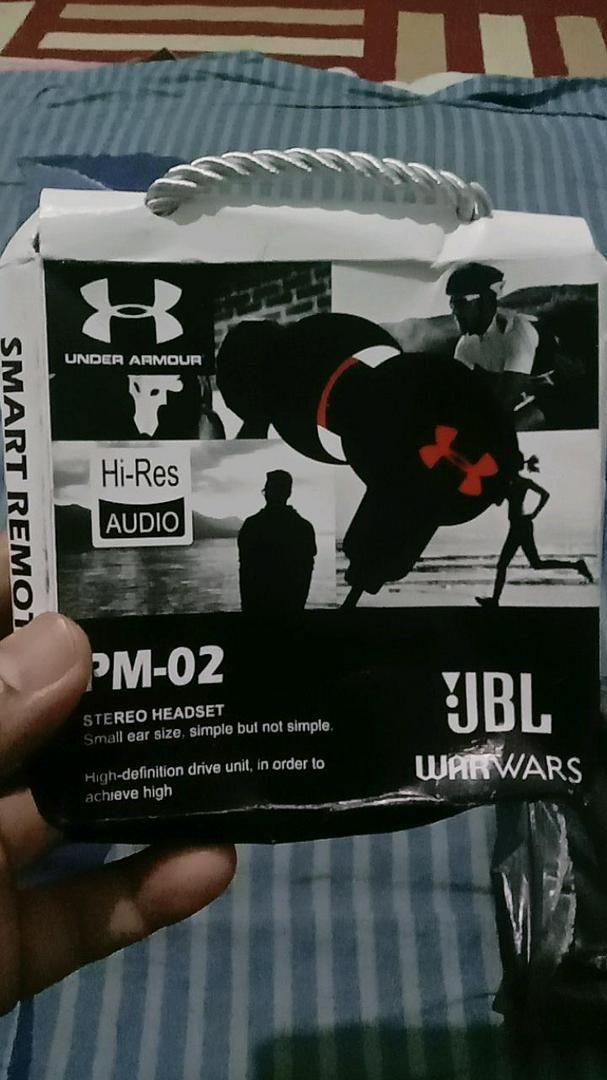 UNDER ARMOUR
Hi-Res
AUDIO
SMART REMOT
PM-02
STEREO HEADSET
Small ear size, simple but not simple.
High-definition drive unit, in order to
achieve high
JBL
WARWARS